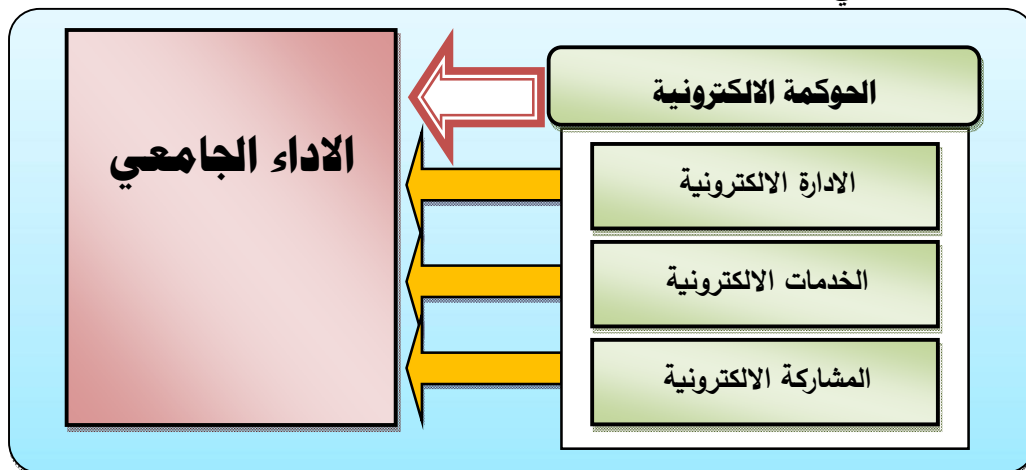 الحوكمة الالكترونية
الاداء الجامعي
الادارة الالكترونية
الخدمات الالكترونية
المشاركة الالكترونية